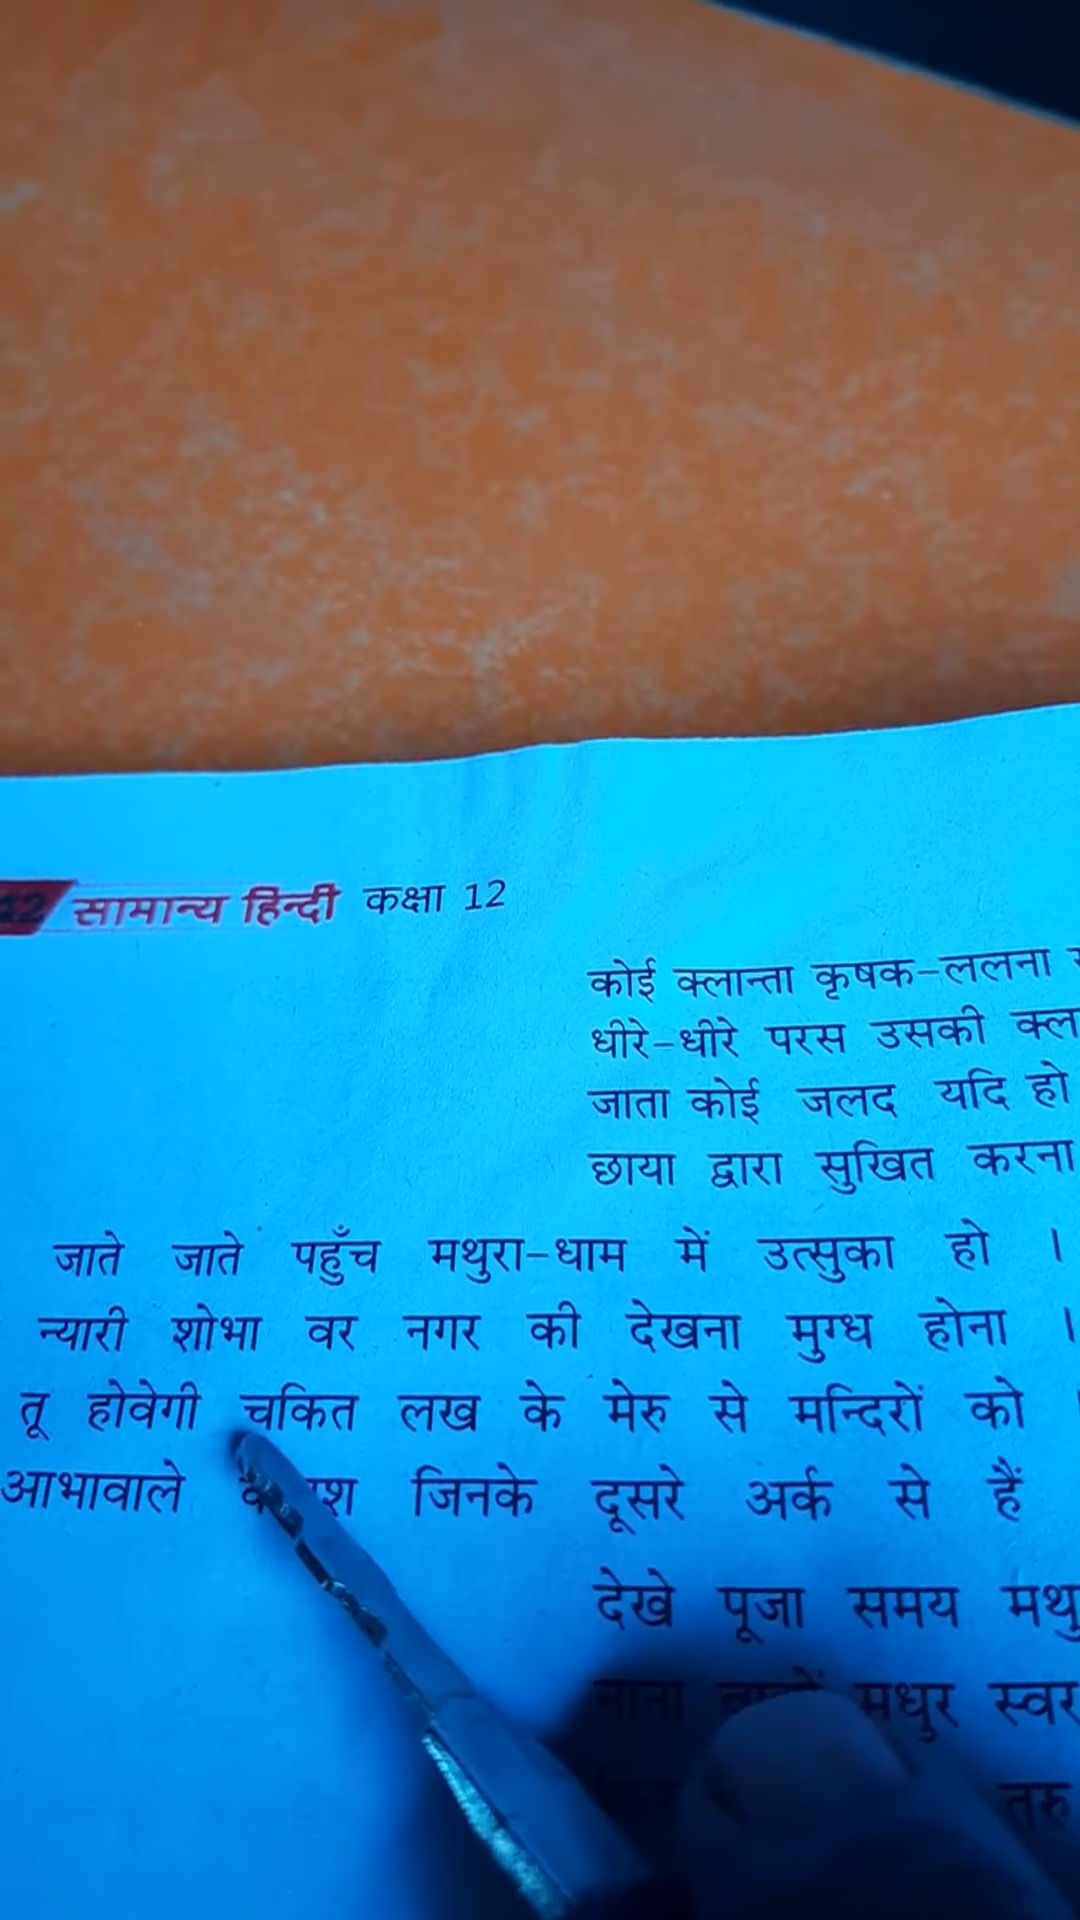 42 सामान्य हिन्दी कक्षा 12
कोई क्लान्ता कृषक-ललना
धीरे-धीरे परस उसकी
जाता कोई जलद यदि हो
छाया द्वारा सुखित करना
जाते जाते पहुँच मथुरा-धाम में उत्सुका हो ।
न्यारी शोभा वर नगर की देखना मुग्ध होना ।
तू होवेगी चकित लख के मेरु से मन्दिरों को ।
आभावाले जिनके दूसरे अर्क से हैं
देखे पूजा समय
मधुर स्वर
तरु